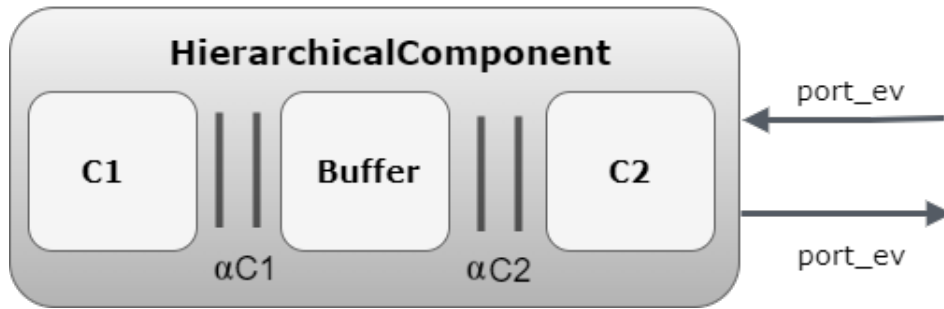 HierarchicalComponent
port_ev
C1
Buffer
C2
αC1
αC2
port_ev